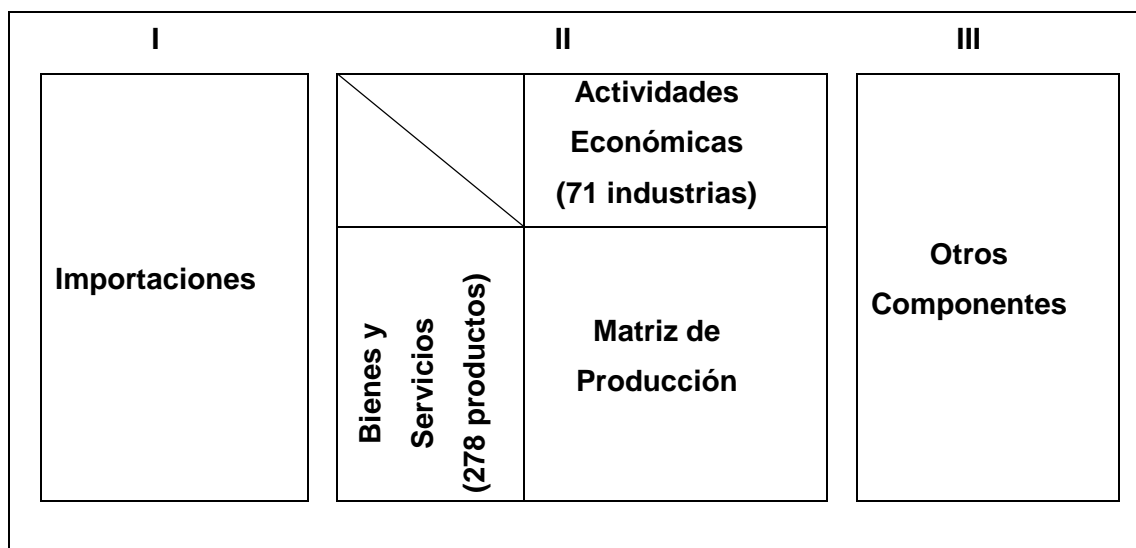 I
II
III
Importaciones
Actividades
Económicas
(71 industrias)
Bienes y
Servicios
(278 productos)
Matriz de
Producción
Otros
Componentes